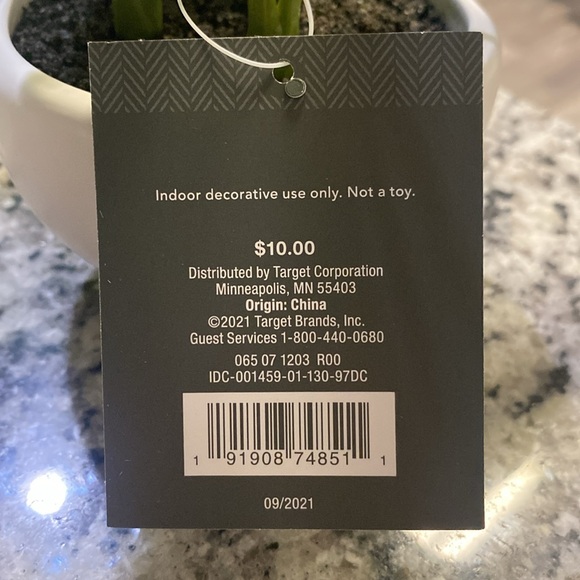 Indoor decorative use only. Not a toy.
$10.00
Distributed by Target Corporation
Minneapolis, MN 55403
Origin: China
©2021 Target Brands, Inc.
Guest Services 1-800-440-0680
065 07 1203 R00
IDC-001459-01-130-97DC
1 91908 74851 1
09/2021